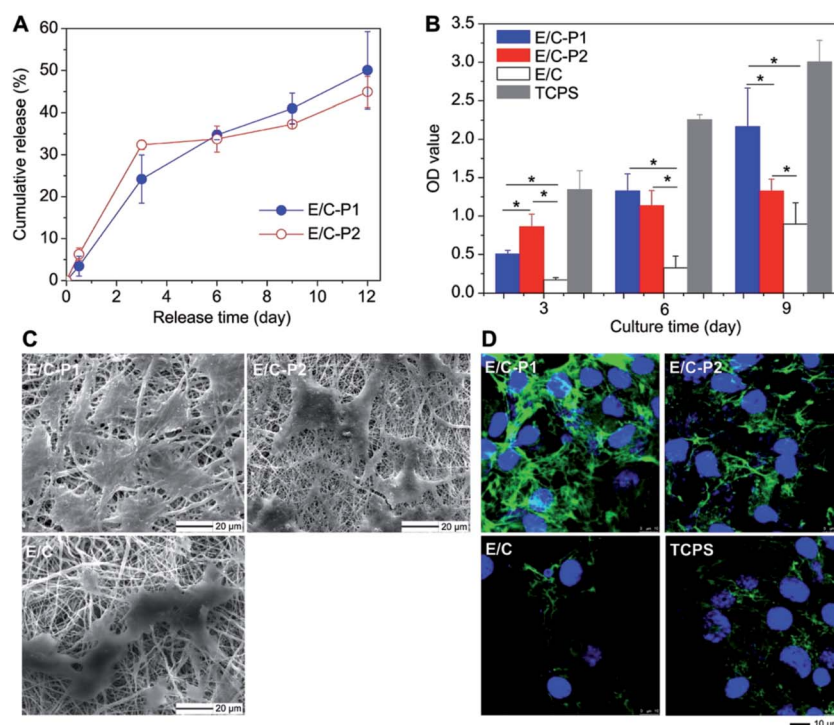 A
60
50
40
30
20
10
0
Cumulative release (%)
E/C-P1
E/C-P2
0 2 4 6 8 10 12
Release time (day)
B
3.5
3.0
2.5
2.0
1.5
1.0
0.5
0.0
OD value
E/C-P1
E/C-P2
E/C
TCPS
* * *
* *
* * *
3 6 9
Culture time (day)
C
E/C-P1
20 µm
E/C-P2
20 µm
E/C
20 µm
D
E/C-P1
E/C-P2
E/C
TCPS